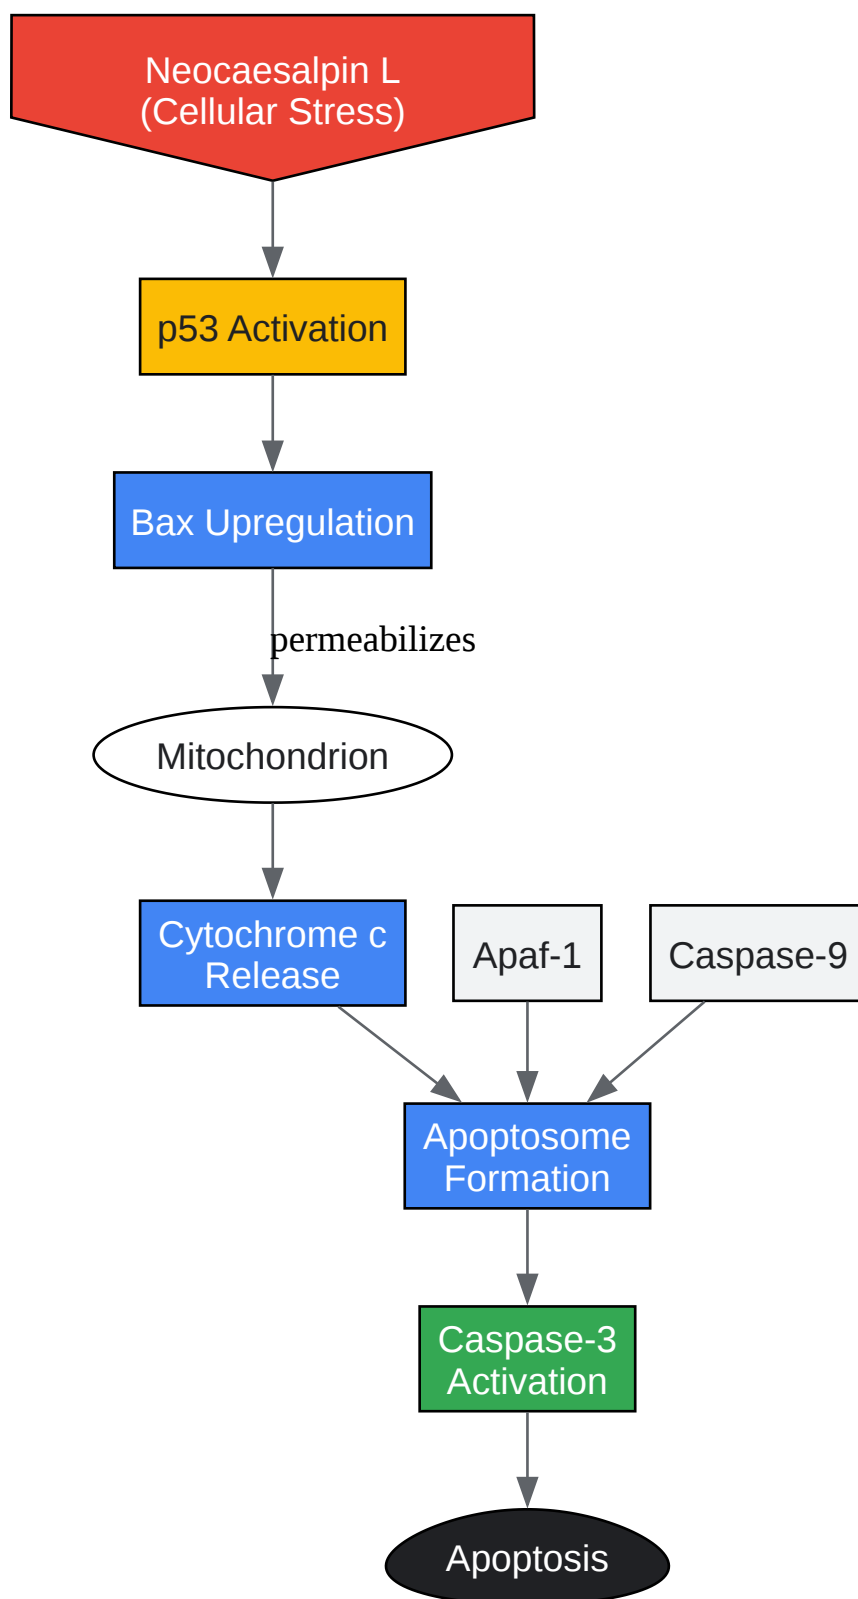 Neocaesalpin L
(Cellular Stress)
p53 Activation
Bax Upregulation
permeabilizes
Mitochondrion
Cytochrome c
Release
Apaf-1
Caspase-9
Apoptosome
Formation
Caspase-3
Activation
Apoptosis